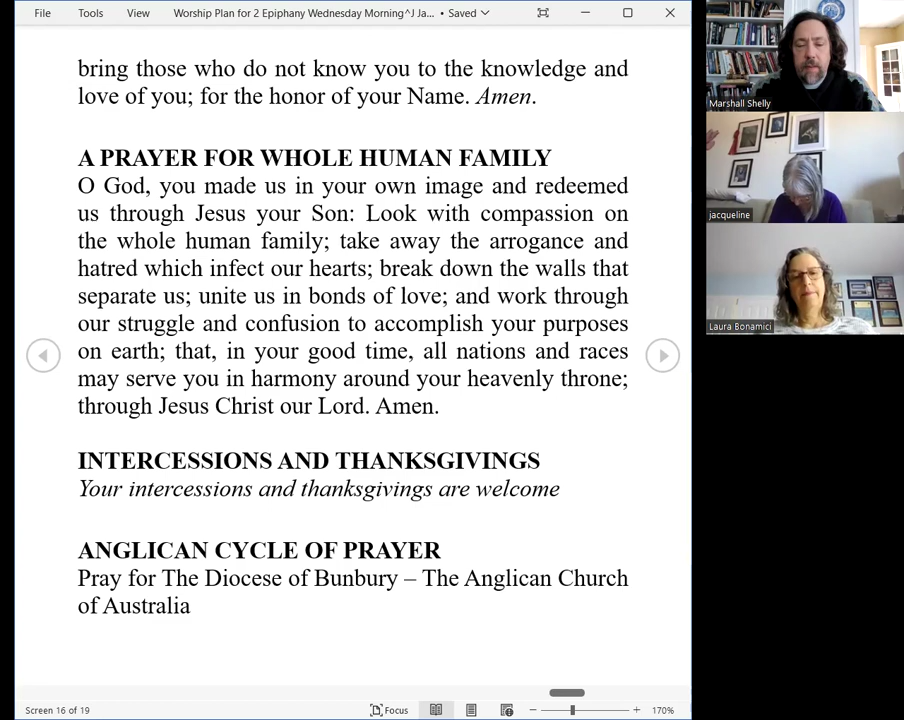 File Tools View Worship Plan for 2 Epiphany Wednesday Morning^J Ja... • Saved
bring those who do not know you to the knowledge and
love of you; for the honor of your Name. Amen.
A PRAYER FOR WHOLE HUMAN FAMILY
O God, you made us in your own image and redeemed
us through Jesus your Son: Look with compassion on
the whole human family; take away the arrogance and
hatred which infect our hearts; break down the walls that
separate us; unite us in bonds of love; and work through
our struggle and confusion to accomplish your purposes
on earth; that, in your good time, all nations and races
may serve you in harmony around your heavenly throne;
through Jesus Christ our Lord. Amen.
INTERCESSIONS AND THANKSGIVINGS
Your intercessions and thanksgivings are welcome
ANGLICAN CYCLE OF PRAYER
Pray for The Diocese of Bunbury – The Anglican Church
of Australia
Screen 16 of 19 Focus 170%
Marshall Shelly
jacqueline
Laura Bonamici